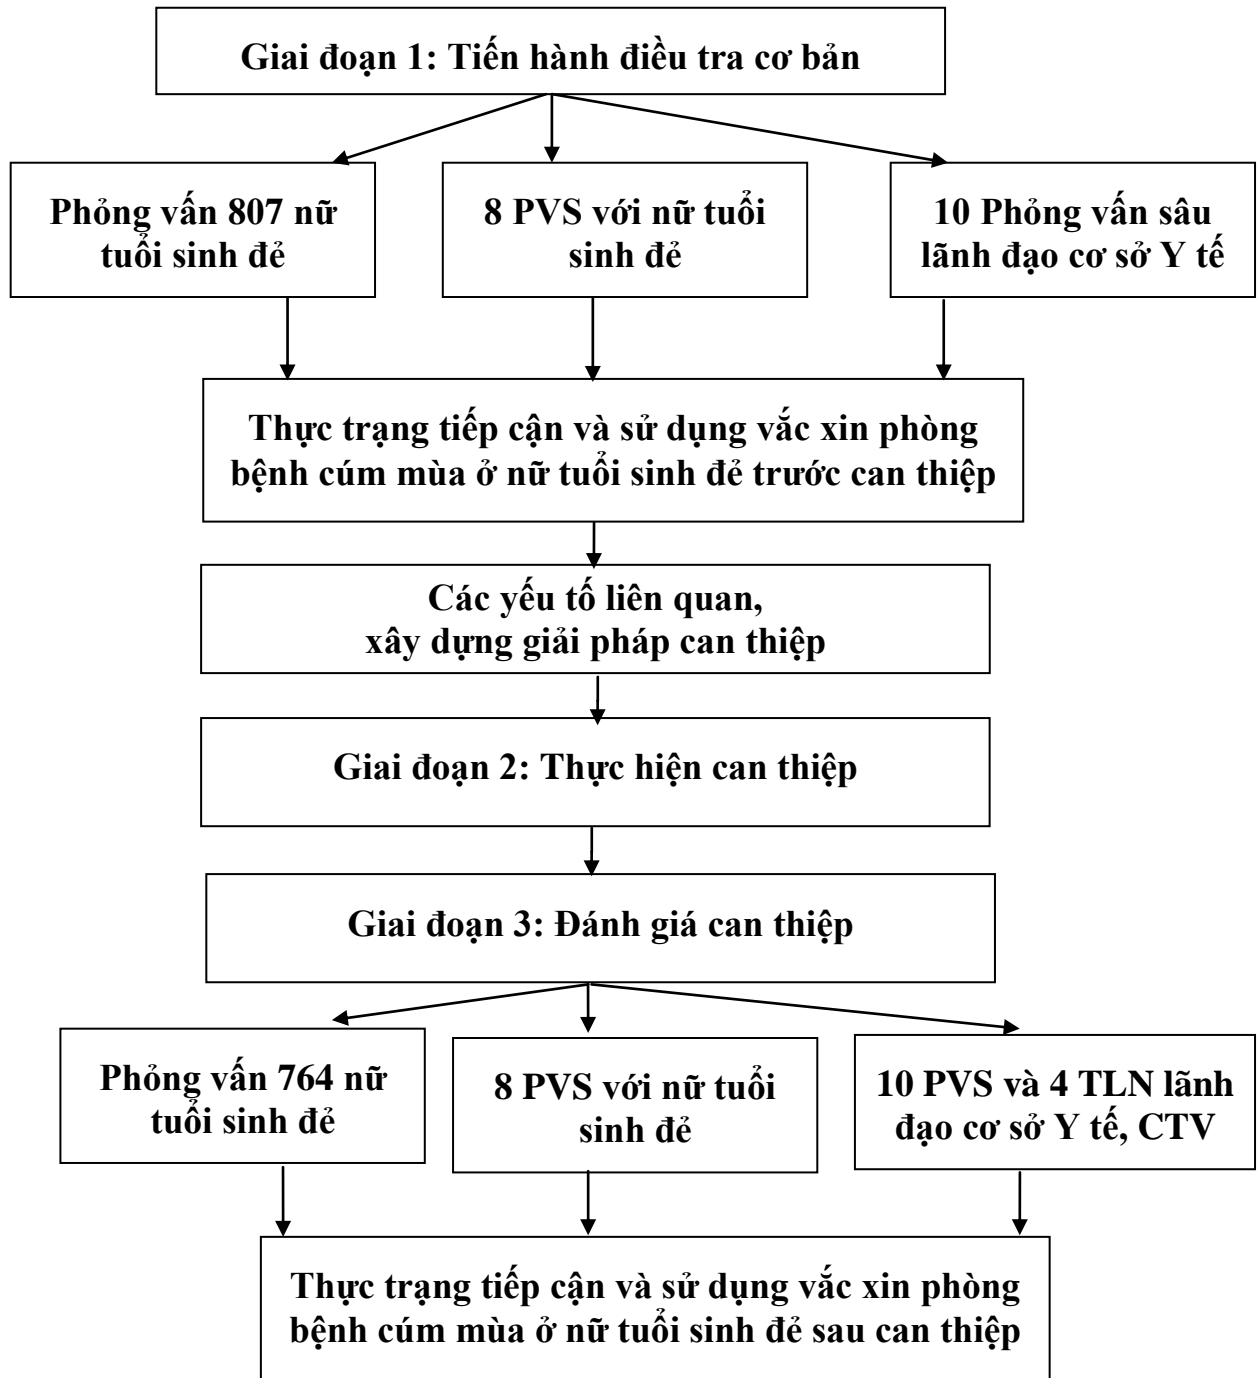 Giai đoạn 1: Tiến hành điều tra cơ bản
Phỏng vấn 807 nữ
tuổi sinh đẻ
8 PVS với nữ tuổi
sinh đẻ
10 Phỏng vấn sâu
lãnh đạo cơ sở Y tế
Thực trạng tiếp cận và sử dụng vắc xin phòng
bệnh cúm mùa ở nữ tuổi sinh đẻ trước can thiệp
Các yếu tố liên quan,
xây dựng giải pháp can thiệp
Giai đoạn 2: Thực hiện can thiệp
Giai đoạn 3: Đánh giá can thiệp
Phỏng vấn 764 nữ
tuổi sinh đẻ
8 PVS với nữ tuổi
sinh đẻ
10 PVS và 4 TLN lãnh
đạo cơ sở Y tế, CTV
Thực trạng tiếp cận và sử dụng vắc xin phòng
bệnh cúm mùa ở nữ tuổi sinh đẻ sau can thiệp